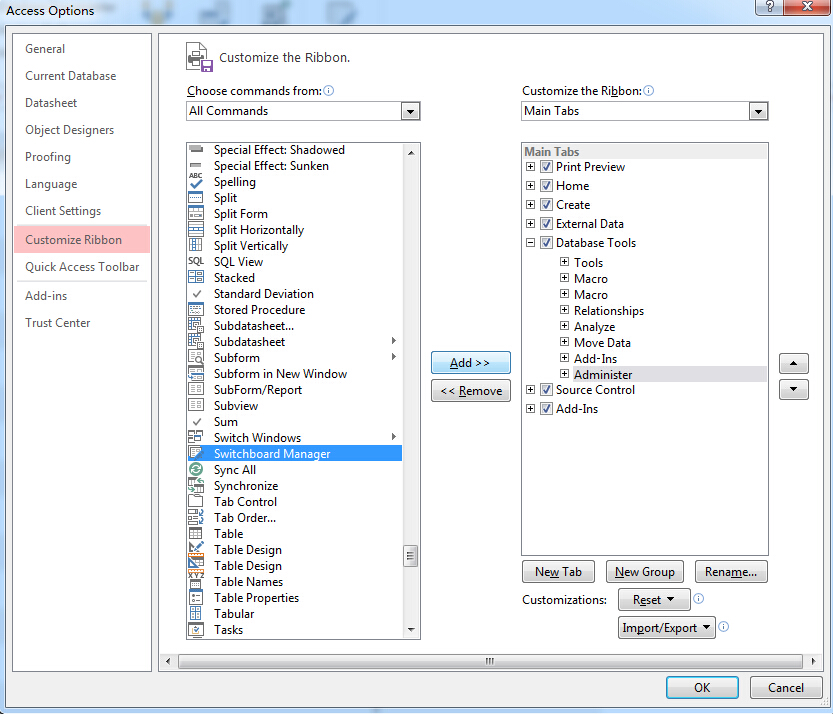 Access Options
General
Current Database
Datasheet
Object Designers
Proofing
Language
Client Settings
Customize Ribbon
Quick Access Toolbar
Add-ins
Trust Center
Customize the Ribbon.
Choose commands from:
All Commands
Special Effect: Shadowed
Special Effect: Sunken
ABC
Spelling
Split
Split Form
Split Horizontally
Split Vertically
SQL SQL View
Stacked
Standard Deviation
Stored Procedure
Subdatasheet...
Subdatasheet
Subform
Subform in New Window
SubForm/Report
Subview
Sum
Switch Windows
Switchboard Manager
Sync All
Synchronize
Tab Control
Tab Order...
Table
Table Design
Table Design
XYZ
Table Names
Table Properties
Tabular
Tasks
Add >>
<< Remove
Customize the Ribbon:
Main Tabs
Main Tabs
Print Preview
Home
Create
External Data
Database Tools
Tools
Macro
Macro
Relationships
Analyze
Move Data
Add-Ins
Administer
Source Control
Add-Ins
New Tab
New Group
Rename...
Customizations:
Reset
Import/Export
OK
Cancel